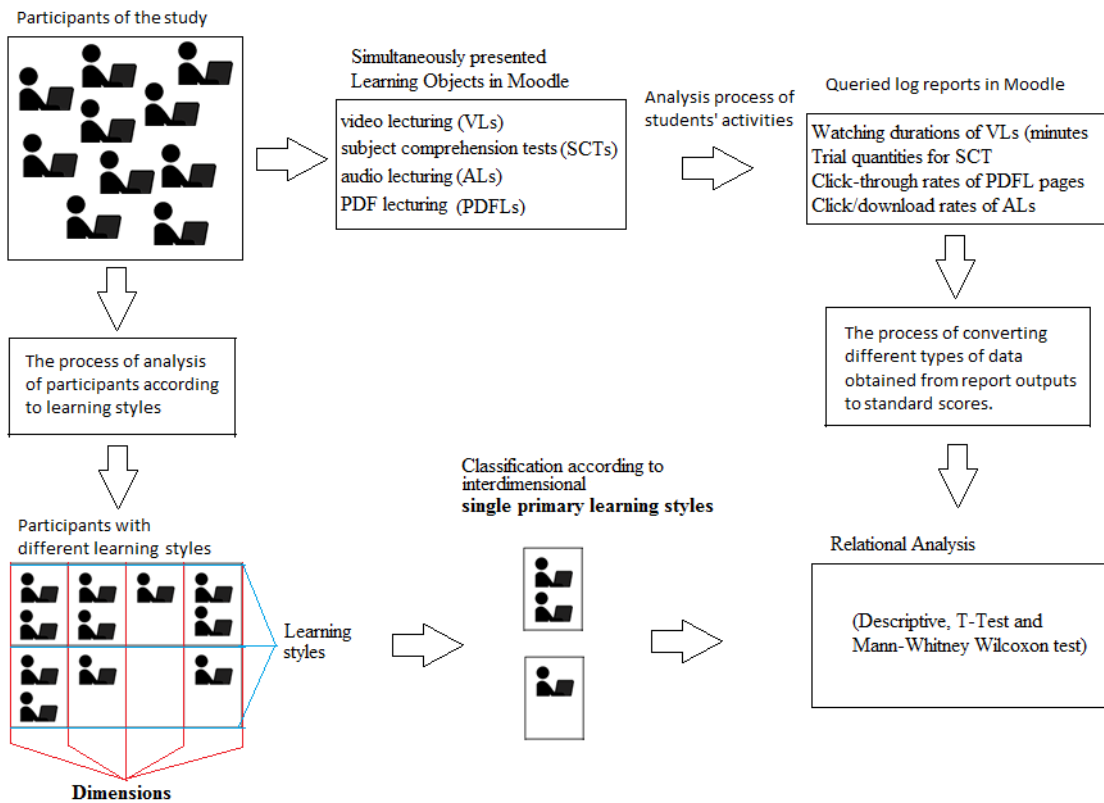 Participants of the study
Simultaneously presented
Learning Objects in Moodle
video lecturing (VLs)
subject comprehension tests (SCTs)
audio lecturing (ALs)
PDF lecturing (PDFLs)
Analysis process of
students' activities
Queried log reports in Moodle
Watching durations of VLs (minutes
Trial quantities for SCT
Click-through rates of PDFL pages
Click/download rates of ALs
The process of analysis
of participants according
to learning styles
The process of converting
different types of data
obtained from report outputs
to standard scores.
Participants with
different learning styles
Learning
styles
Dimensions
Classification according to
interdimensional
single primary learning styles
Relational Analysis
(Descriptive, T-Test and
Mann-Whitney Wilcoxon test)